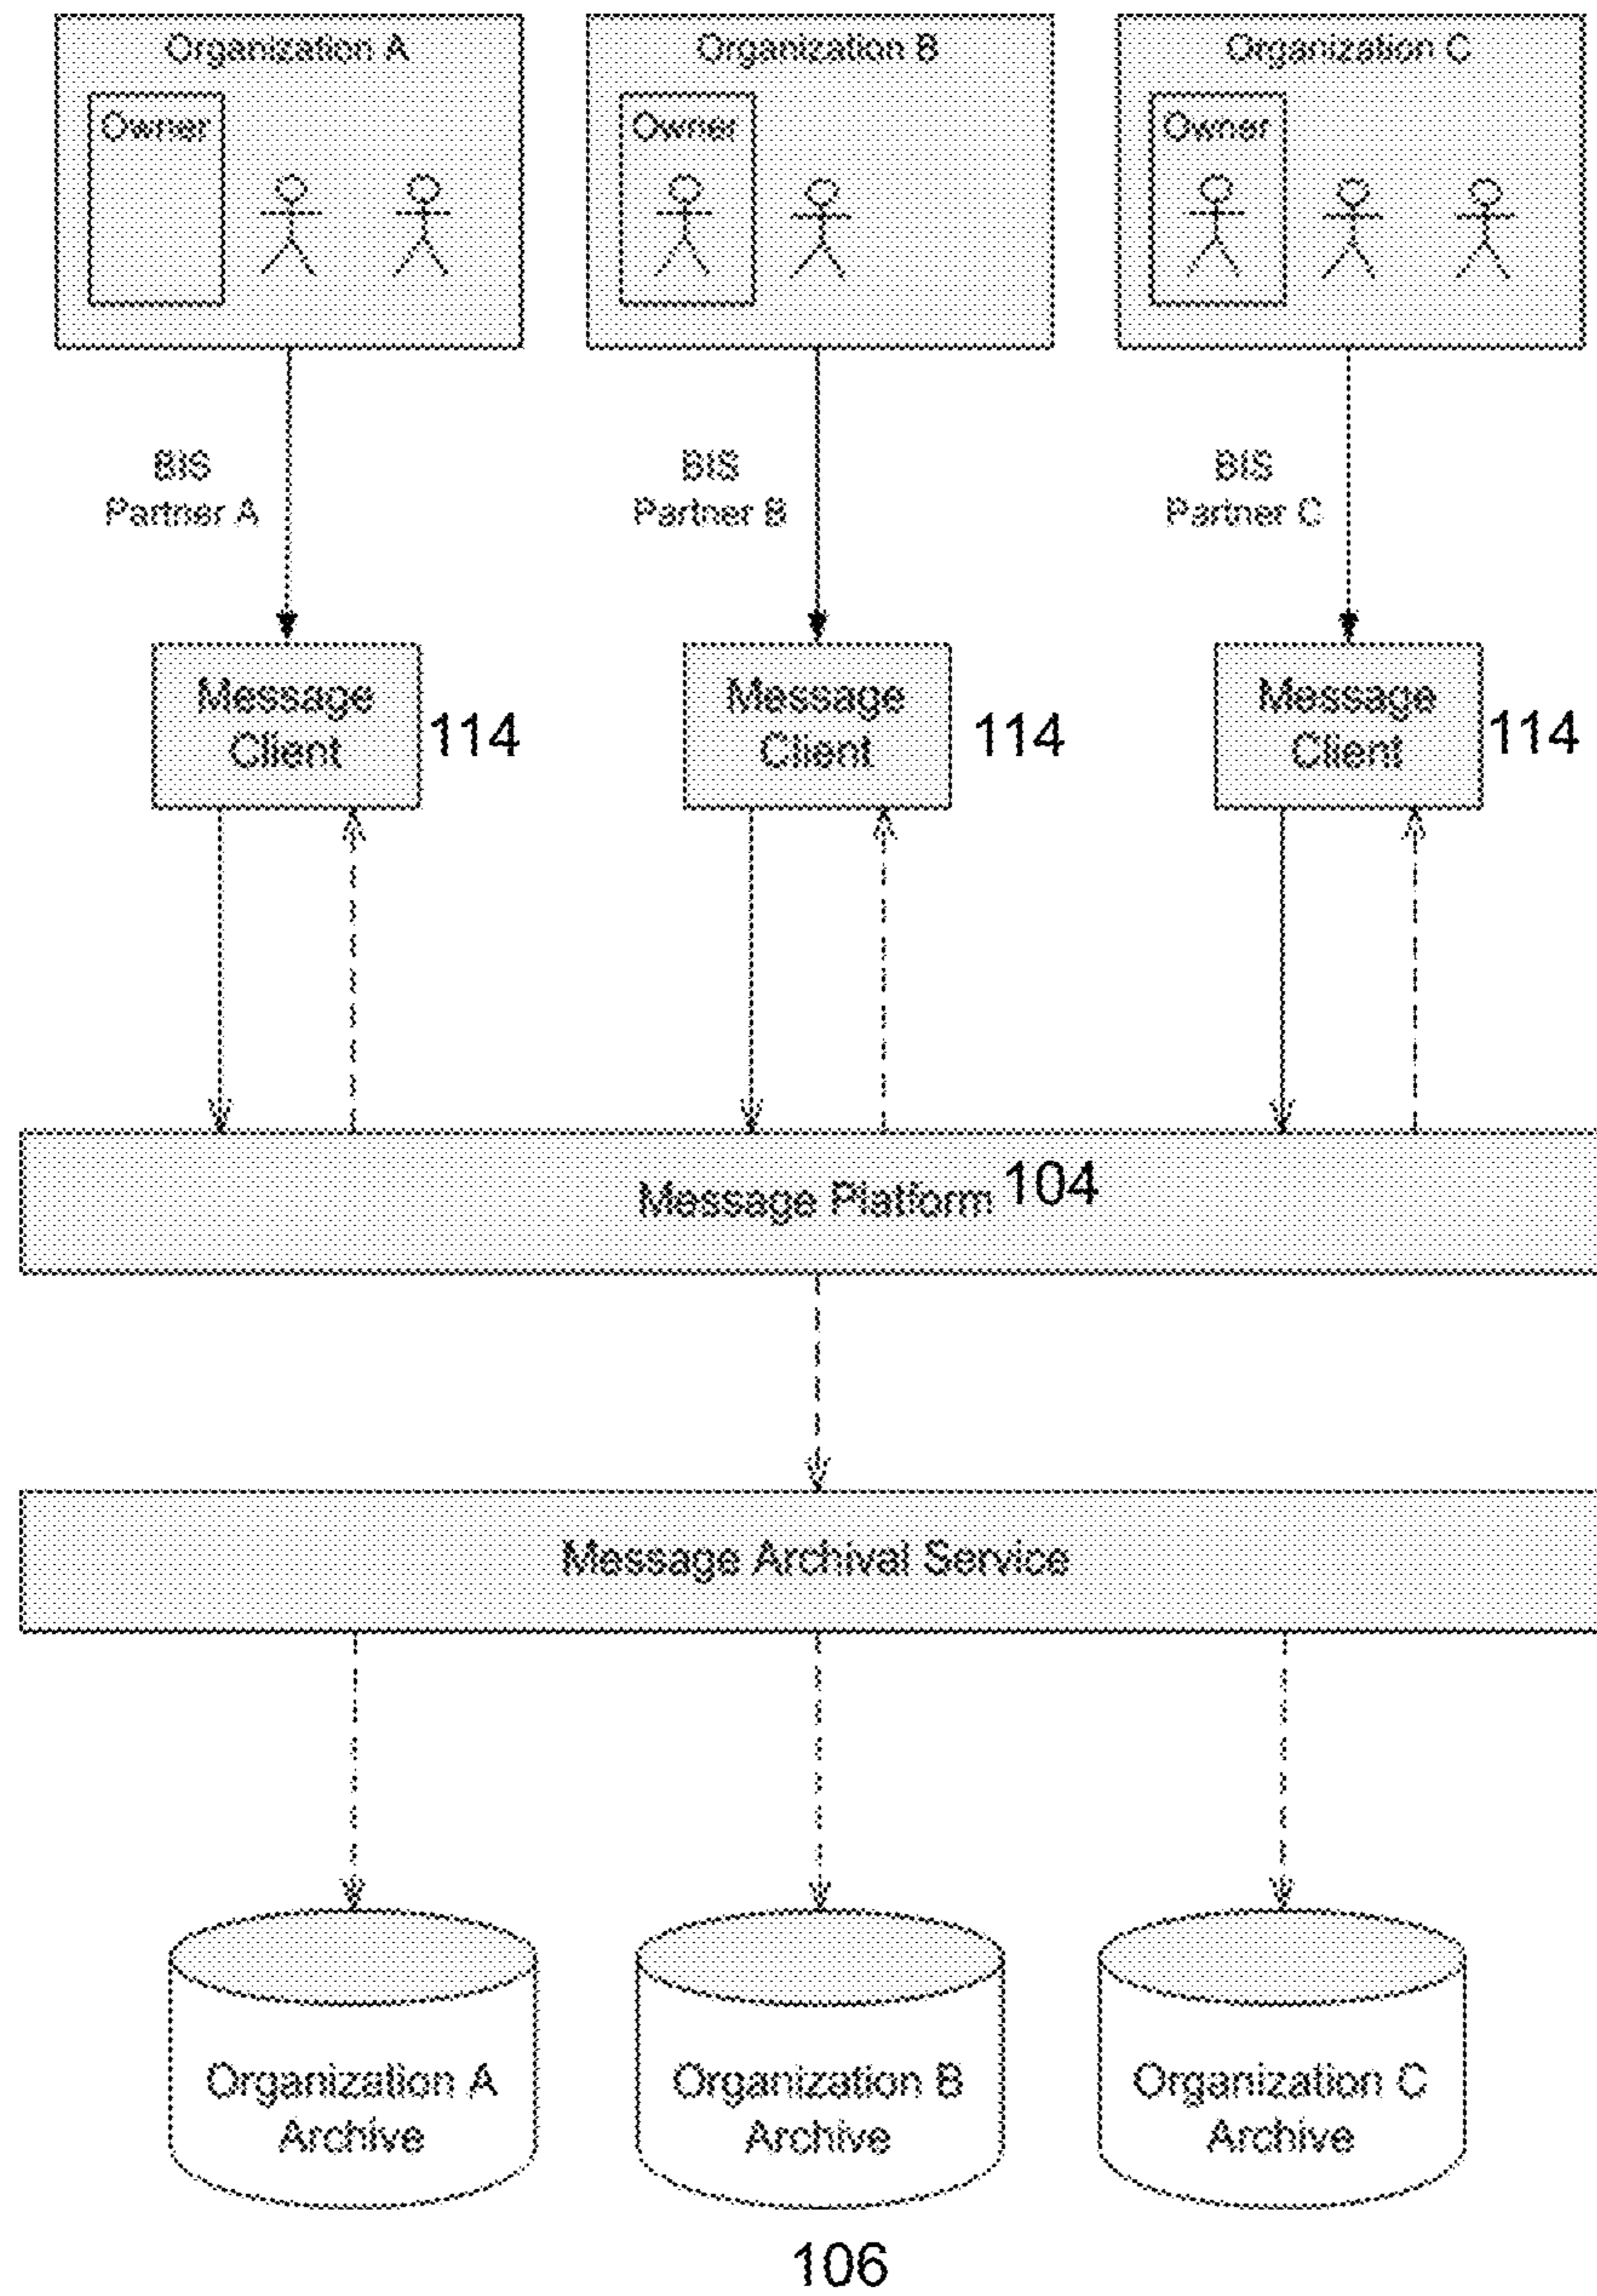 Organization A
Organization B
Organization C
Owner
Owner
Owner
BIS
Partner A
BIS
Partner B
BIS
Partner C
Message
Client
114
Message
Client
114
Message
Client
114
Message Platform 104
Message Archival Service
Organization A
Archive
Organization B
Archive
Organization C
Archive
106